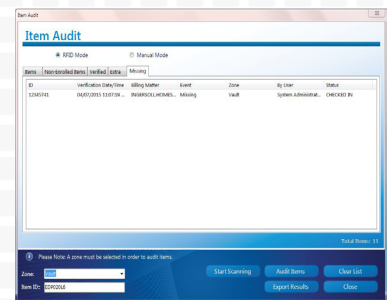 Item Audit
Item Audit
RFID Mode Manual Mode
Items Non-Enrolled Items Verified Extra Missing
ID Verification Date/Time Billing Matter Event Zone By User Status
12345741 04/07/2015 11:07:59 ... INGERSOLL,HOMES... Missing Vault System Administrat... CHECKED IN
Total Items: 11
Please Note: A zone must be selected in order to audit items.
Zone: Vault Start Scanning Audit Items Clear List
Item ID: Export Results Close